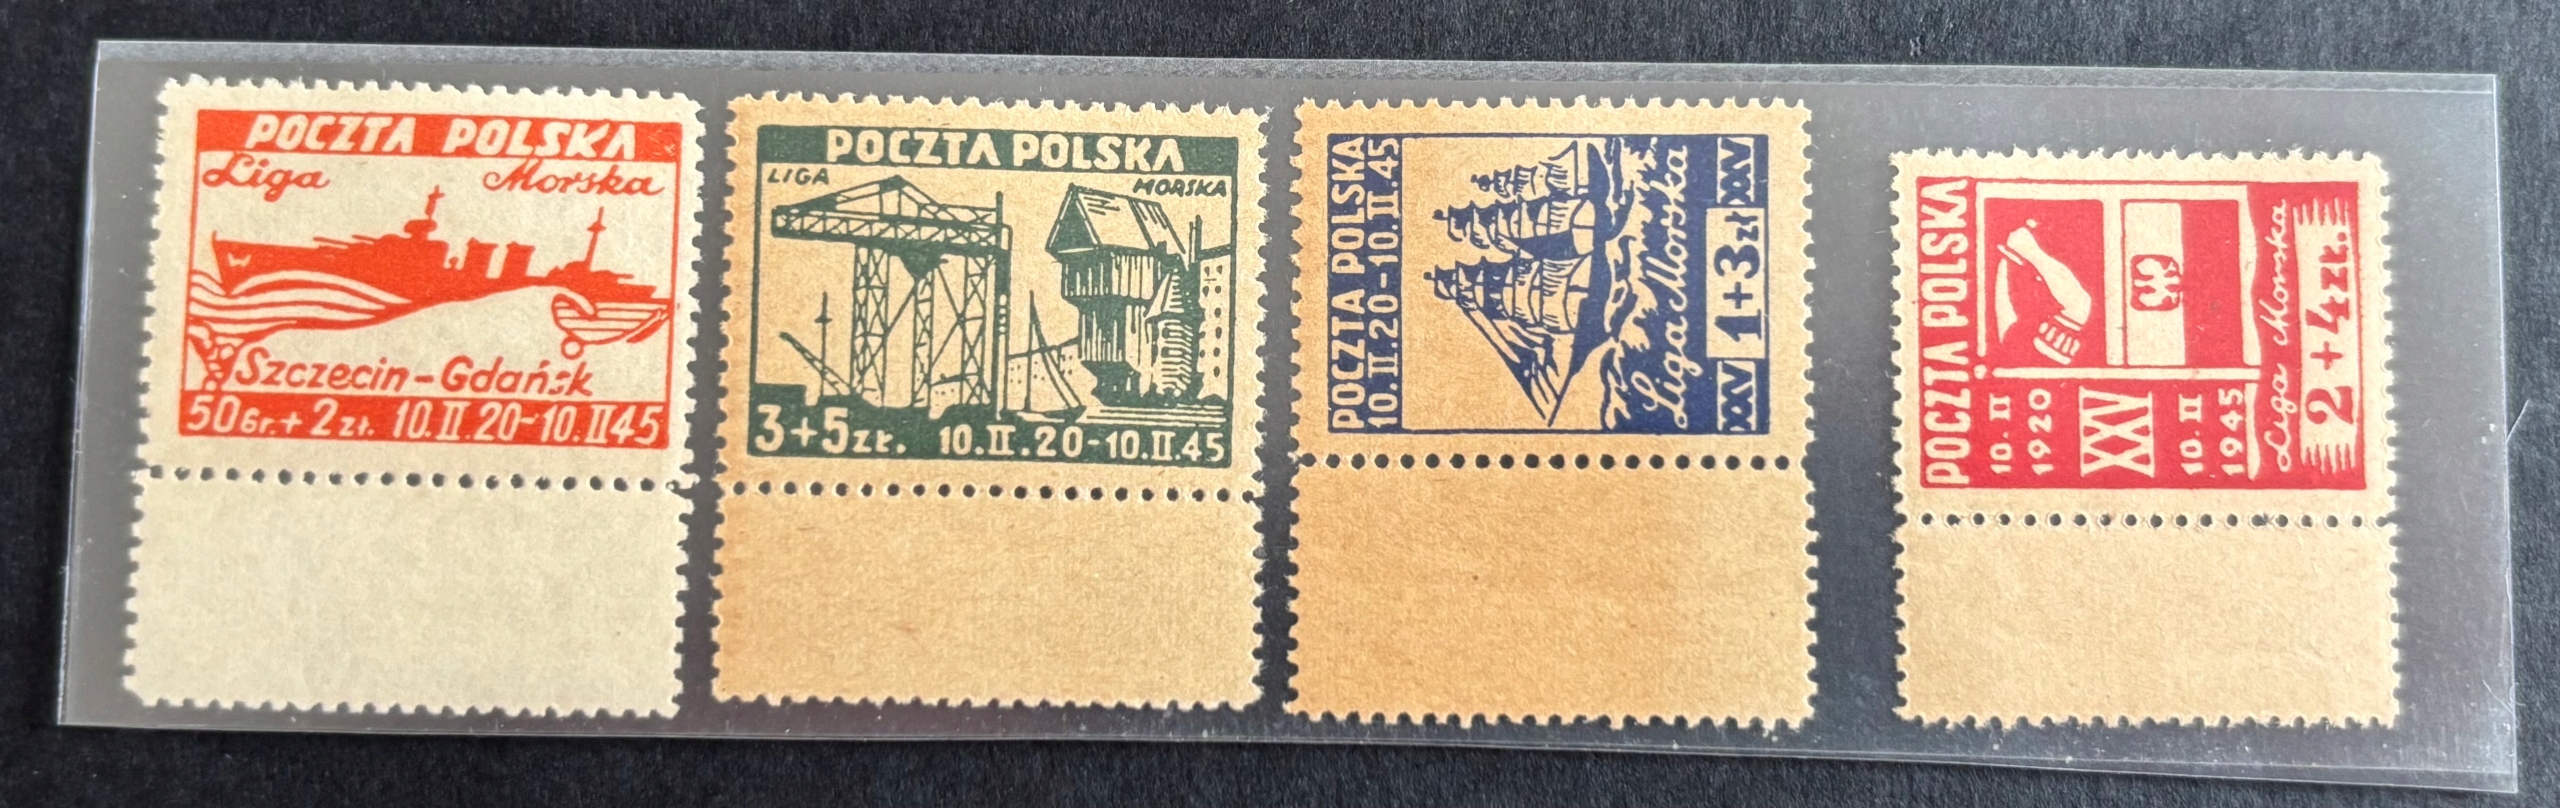 POCZTA POLSKA
Liga Morska
Szczecin-Gdańsk
50 Gr. + 2 zł. 10.II.20-10.II 45
POCZTA POLSKA
LIGA MORSKA
3+5 zł. 10.II.20-10.II.45
POCZTA POLSKA
10.II.20-10.II.45
Liga Morska
XXV 1+3 zł XXV
POCZTA POLSKA
10. II
1920
XXV
10. II
1945
Liga Morska
2+4 zł.